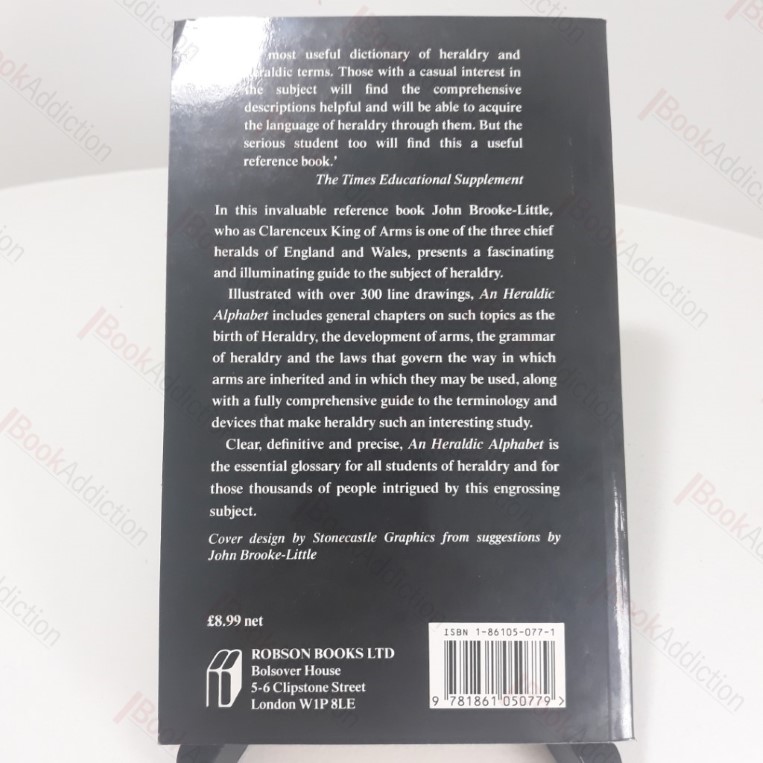 most useful dictionary of heraldry and
heraldic terms. Those with a casual interest in
the subject will find the comprehensive
descriptions helpful and will be able to acquire
the language of heraldry through them. But the
serious student too will find this a useful
reference book.'
The Times Educational Supplement
In this invaluable reference book John Brooke-Little,
who as Clarenceux King of Arms is one of the three chief
heralds of England and Wales, presents a fascinating
and illuminating guide to the subject of heraldry.
Illustrated with over 300 line drawings, An Heraldic
Alphabet includes general chapters on such topics as the
birth of Heraldry, the development of arms, the grammar
of heraldry and the laws that govern the way in which
arms are inherited and in which they may be used, along
with a fully comprehensive guide to the terminology and
devices that make heraldry such an interesting study.
Clear, definitive and precise, An Heraldic Alphabet is
the essential glossary for all students of heraldry and for
those thousands of people intrigued by this engrossing
subject.
Cover design by Stonecastle Graphics from suggestions by
John Brooke-Little
£8.99 net
ROBSON BOOKS LTD
Bolsover House
5-6 Clipstone Street
London W1P 8LE
ISBN 1-86105-077-1
9 781861 050779 >
BookAddiction